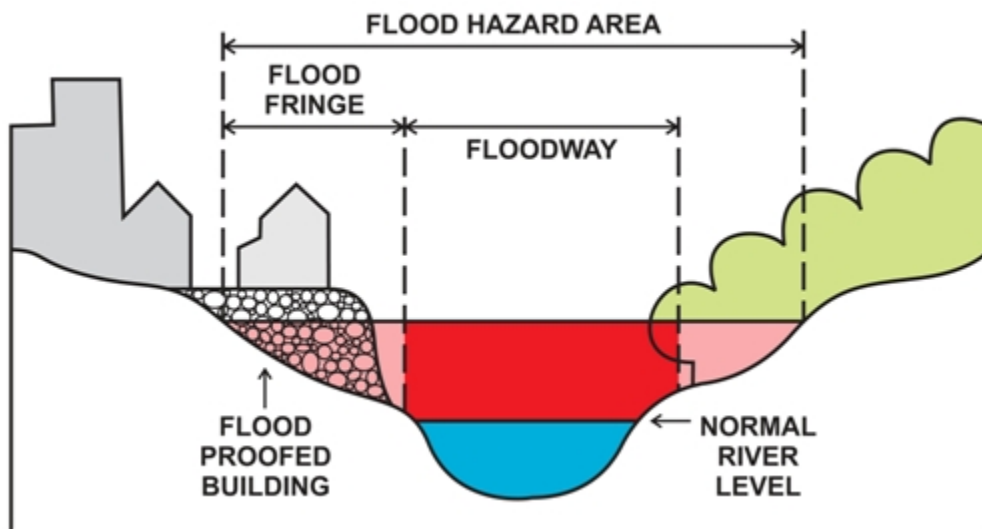 FLOOD HAZARD AREA
FLOOD
FRINGE
FLOODWAY
FLOOD
PROOFED
BUILDING
NORMAL
RIVER
LEVEL